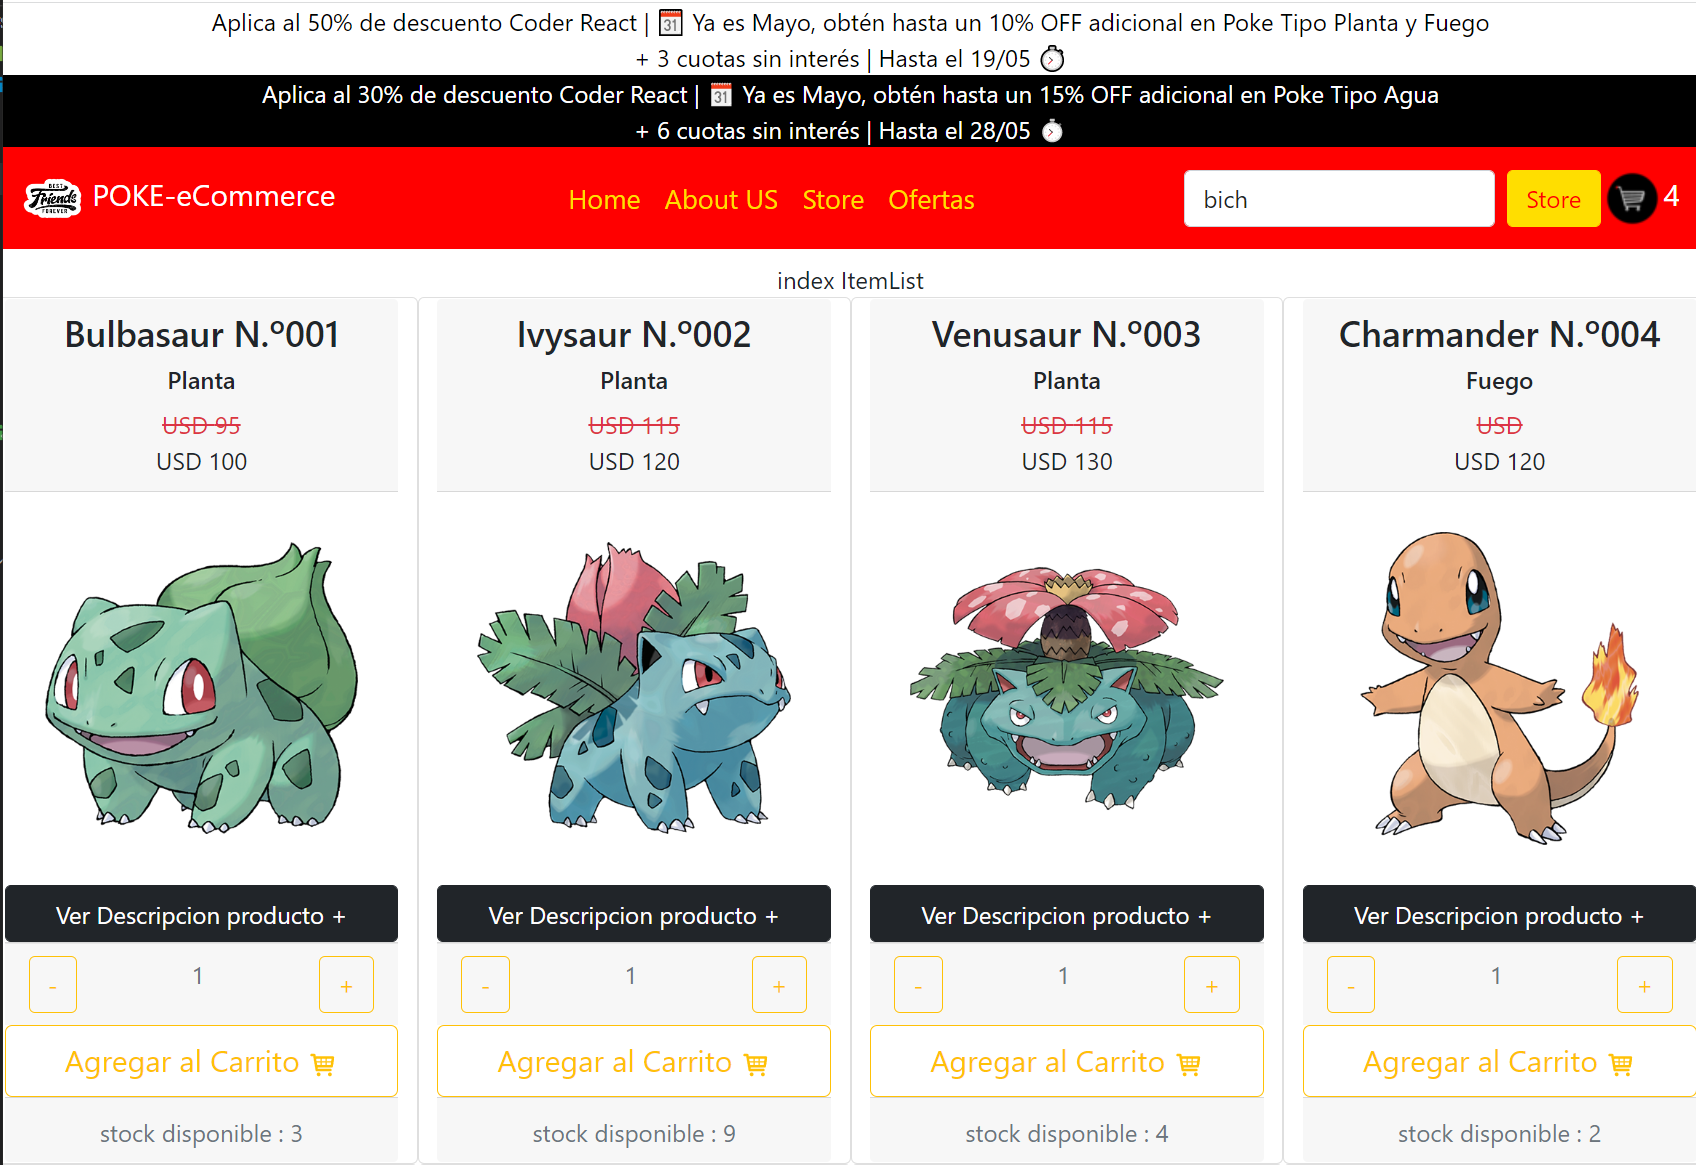 Aplica al 50% de descuento Coder React | 31 Ya es Mayo, obtén hasta un 10% OFF adicional en Poke Tipo Planta y Fuego
+ 3 cuotas sin interés | Hasta el 19/05
Aplica al 30% de descuento Coder React | 31 Ya es Mayo, obtén hasta un 15% OFF adicional en Poke Tipo Agua
+ 6 cuotas sin interés | Hasta el 28/05
BEST
Friends
FOREVER
POKE-eCommerce
Home
About US
Store
Ofertas
bich
Store
4
index ItemList
Bulbasaur N.º001
Planta
USD 95
USD 100
Ver Descripcion producto +
-
1
+
Agregar al Carrito
stock disponible : 3
Ivysaur N.º002
Planta
USD 115
USD 120
Ver Descripcion producto +
-
1
+
Agregar al Carrito
stock disponible : 9
Venusaur N.º003
Planta
USD 115
USD 130
Ver Descripcion producto +
-
1
+
Agregar al Carrito
stock disponible : 4
Charmander N.º004
Fuego
USD
USD 120
Ver Descripcion producto +
-
1
+
Agregar al Carrito
stock disponible : 2